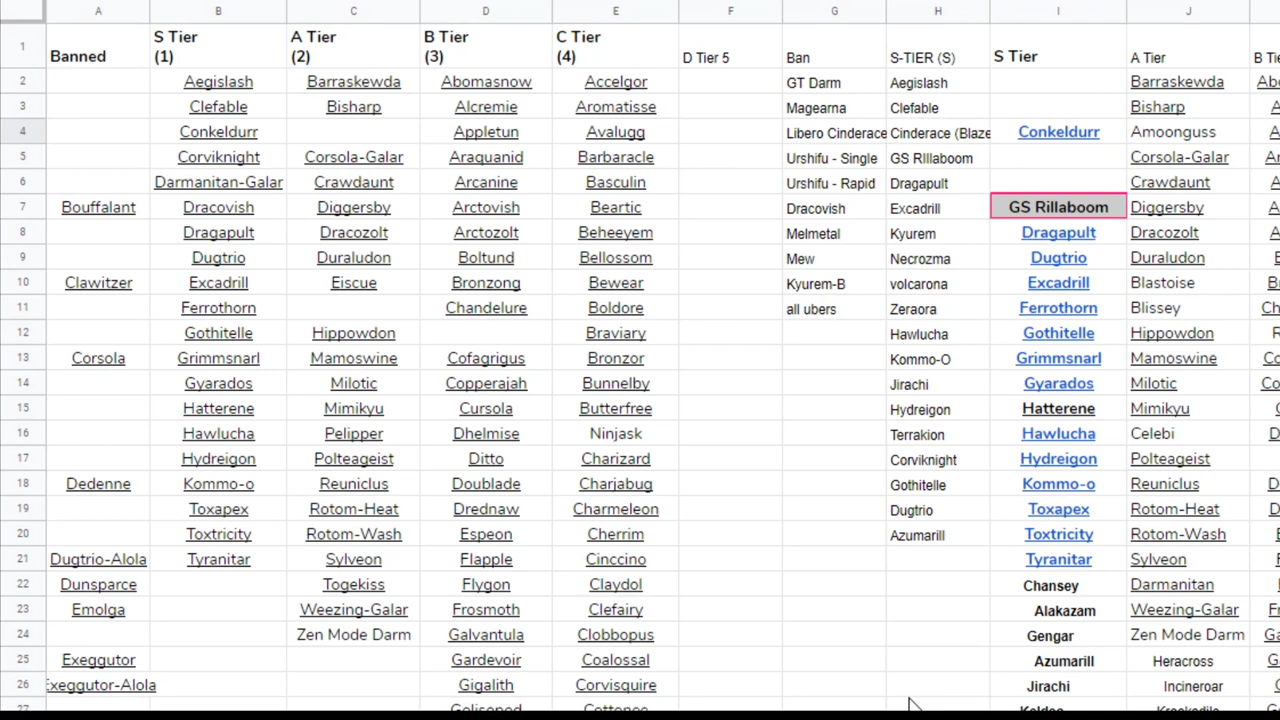 A B C D E F G H I J
1 Banned S Tier (1) A Tier (2) B Tier (3) C Tier (4) D Tier 5 Ban S-TIER (S) S Tier A Tier B Tie
2 Aegislash Barraskewda Abomasnow Accelgor GT Darm Aegislash Barraskewda Abo
3 Clefable Bisharp Alcremie Aromatisse Magearna Clefable Bisharp A
4 Conkeldurr Appletun Avalugg Libero Cinderace Cinderace (Blaze Conkeldurr Amoonguss A
5 Corviknight Corsola-Galar Araquanid Barbaracle Urshifu - Single GS RIllaboom Corsola-Galar Ar
6 Darmanitan-Galar Crawdaunt Arcanine Basculin Urshifu - Rapid Dragapult Crawdaunt A
7 Bouffalant Dracovish Diggersby Arctovish Beartic Dracovish Excadrill GS Rillaboom Diggersby A
8 Dragapult Dracozolt Arctozolt Beheeyem Melmetal Kyurem Dragapult Dracozolt A
9 Dugtrio Duraludon Boltund Bellossom Mew Necrozma Dugtrio Duraludon E
10 Clawitzer Excadrill Eiscue Bronzong Bewear Kyurem-B volcarona Excadrill Blastoise B
11 Ferrothorn Chandelure Boldore all ubers Zeraora Ferrothorn Blissey Ch
12 Gothitelle Hippowdon Braviary Hawlucha Gothitelle Hippowdon R
13 Corsola Grimmsnarl Mamoswine Cofagrigus Bronzor Kommo-O Grimmsnarl Mamoswine Co
14 Gyarados Milotic Copperajah Bunnelby Jirachi Gyarados Milotic Co
15 Hatterene Mimikyu Cursola Butterfree Hydreigon Hatterene Mimikyu C
16 Hawlucha Pelipper Dhelmise Ninjask Terrakion Hawlucha Celebi D
17 Hydreigon Polteageist Ditto Charizard Corviknight Hydreigon Polteageist
18 Dedenne Kommo-o Reuniclus Doublade Charjabug Gothitelle Kommo-o Reuniclus D
19 Toxapex Rotom-Heat Drednaw Charmeleon Dugtrio Toxapex Rotom-Heat D
20 Toxtricity Rotom-Wash Espeon Cherrim Azumarill Toxtricity Rotom-Wash E
21 Dugtrio-Alola Tyranitar Sylveon Flapple Cinccino Tyranitar Sylveon F
22 Dunsparce Togekiss Flygon Claydol Chansey Darmanitan F
23 Emolga Weezing-Galar Frosmoth Clefairy Alakazam Weezing-Galar F
24 Zen Mode Darm Galvantula Clobbopus Gengar Zen Mode Darm Ga
25 Exeggutor Gardevoir Coalossal Azumarill Heracross G
26 Exeggutor-Alola Gigalith Corvisquire Jirachi Incineroar G
27 Golisopod Cottonee Keldeo Krookodile